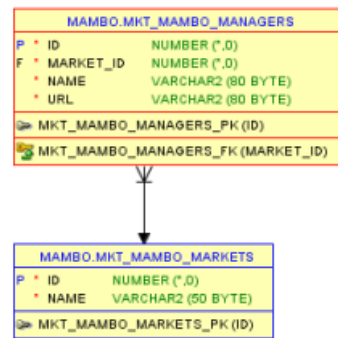 MAMBO.MKT_MAMBO_MANAGERS
P * ID NUMBER (*,0)
F * MARKET_ID NUMBER (*,0)
* NAME VARCHAR2 (80 BYTE)
* URL VARCHAR2 (80 BYTE)
MKT_MAMBO_MANAGERS_PK (ID)
MKT_MAMBO_MANAGERS_FK (MARKET_ID)
MAMBO.MKT_MAMBO_MARKETS
P * ID NUMBER (*,0)
* NAME VARCHAR2 (50 BYTE)
MKT_MAMBO_MARKETS_PK (ID)